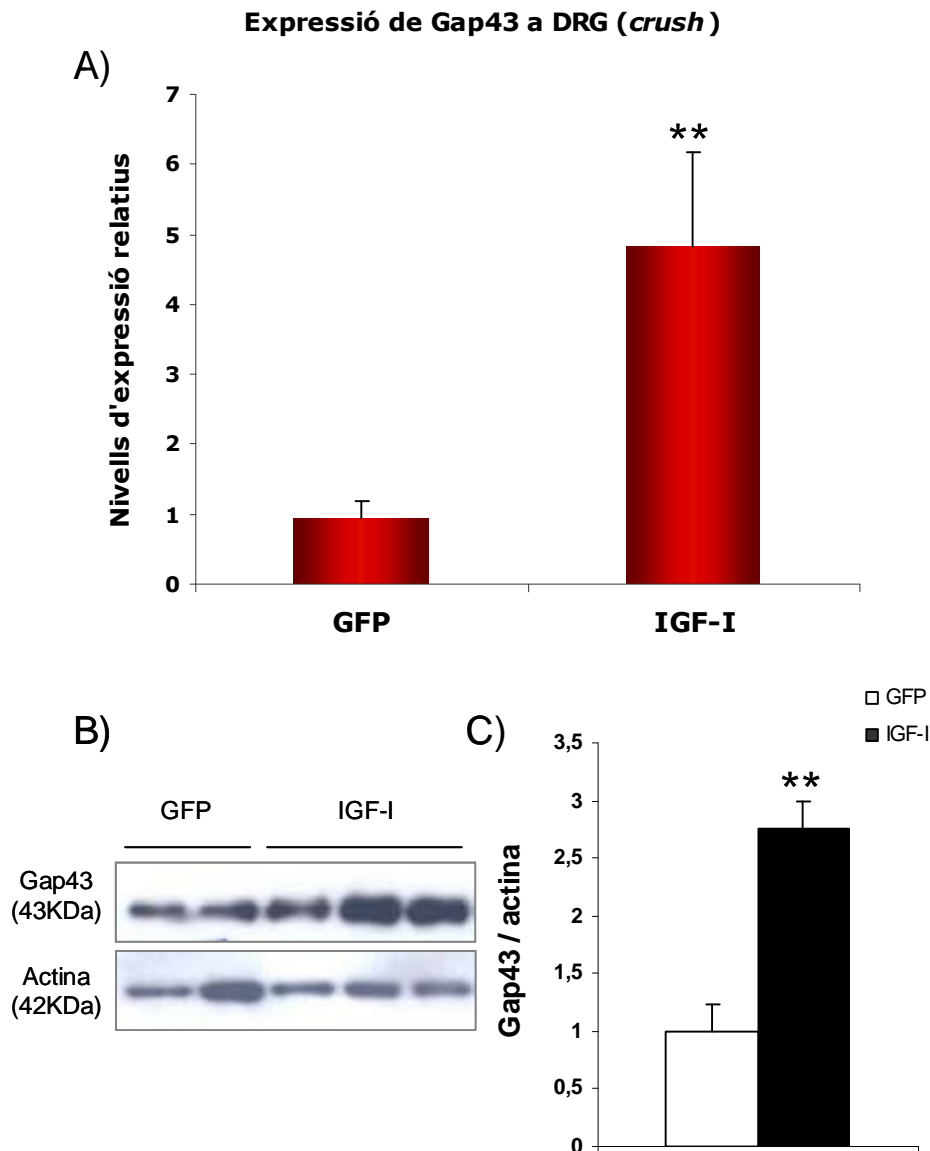 Expressió de Gap43 a DRG (crush)
A)
Nivells d'expressió relatius
7
6
5
4
3
2
1
0
**
GFP
IGF-I
B)
GFP
IGF-I
Gap43
(43KDa)
Actina
(42KDa)
C)
GFP
IGF-I
Gap43 / actina
3,5
3
2,5
2
1,5
1
0,5
0
**